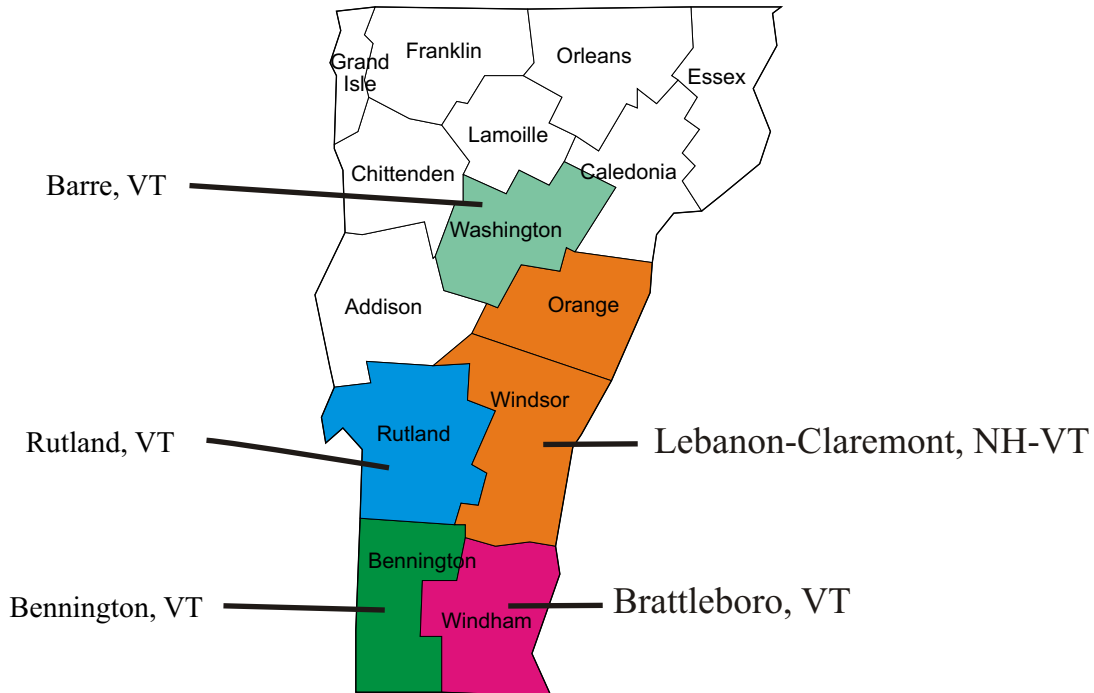 Franklin
Orleans
Grand
Isle
Essex
Lamoille
Chittenden
Caledonia
Barre, VT
Washington
Addison
Orange
Windsor
Rutland
Rutland, VT
Lebanon-Claremont, NH-VT
Bennington
Bennington, VT
Brattleboro, VT
Windham